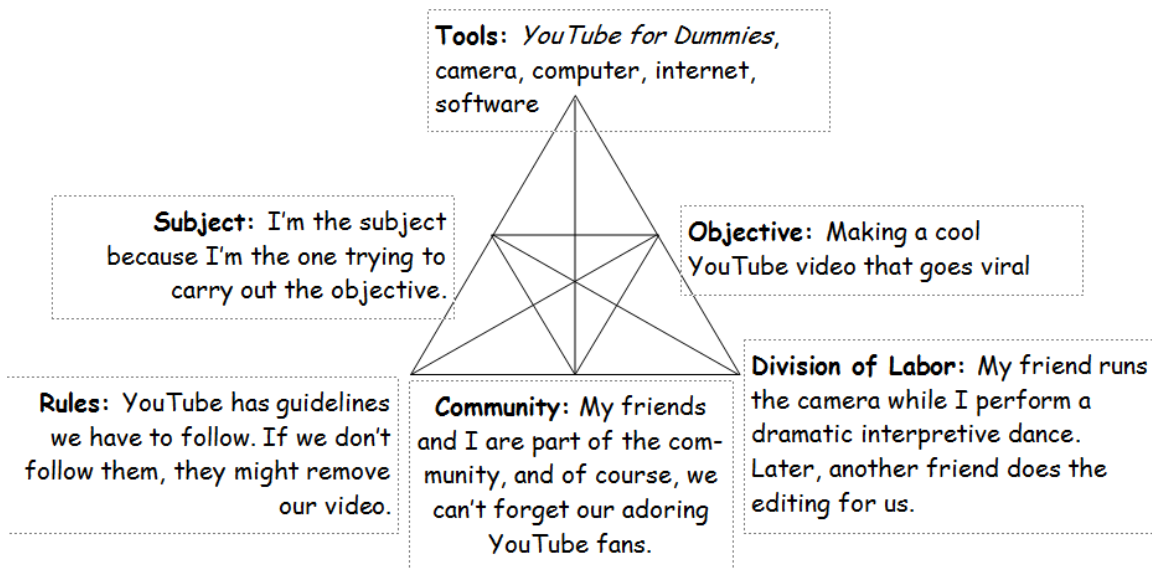 Tools: YouTube for Dummies,
camera, computer, internet,
software
Subject: I'm the subject
because I'm the one trying to
carry out the objective.
Objective: Making a cool
YouTube video that goes viral
Rules: YouTube has guidelines
we have to follow. If we don't
follow them, they might remove
our video.
Community: My friends
and I are part of the com-
munity, and of course, we
can't forget our adoring
YouTube fans.
Division of Labor: My friend runs
the camera while I perform a
dramatic interpretive dance.
Later, another friend does the
editing for us.